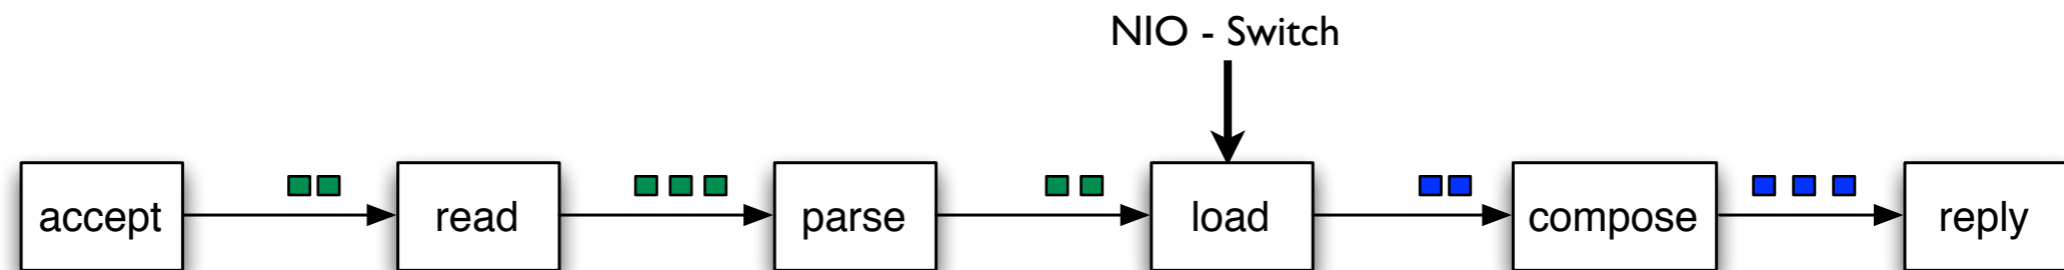 NIO - Switch
accept
read
parse
load
compose
reply